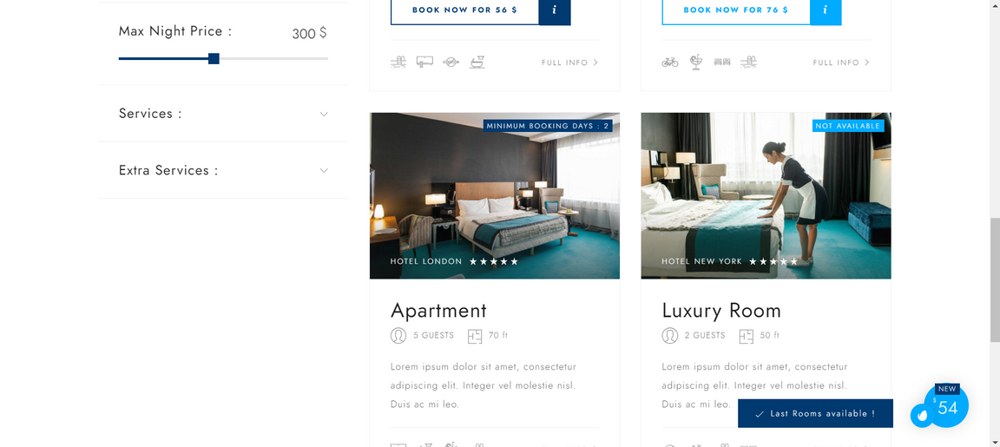 Max Night Price :
300 $
Services :
Extra Services :
BOOK NOW FOR 56 $
i
FULL INFO
BOOK NOW FOR 76 $
i
FULL INFO
MINIMUM BOOKING DAYS : 2
HOTEL LONDON
Apartment
5 GUESTS
70 ft
Lorem ipsum dolor sit amet, consectetur
adipiscing elit. Integer vel molestie nisl.
Duis ac mi leo.
NOT AVAILABLE
HOTEL NEW YORK
Luxury Room
2 GUESTS
50 ft
Lorem ipsum dolor sit amet, consectetur
adipiscing elit. Integer vel molestie nisl.
Duis ac mi leo.
Last Rooms available !
NEW
$ 54